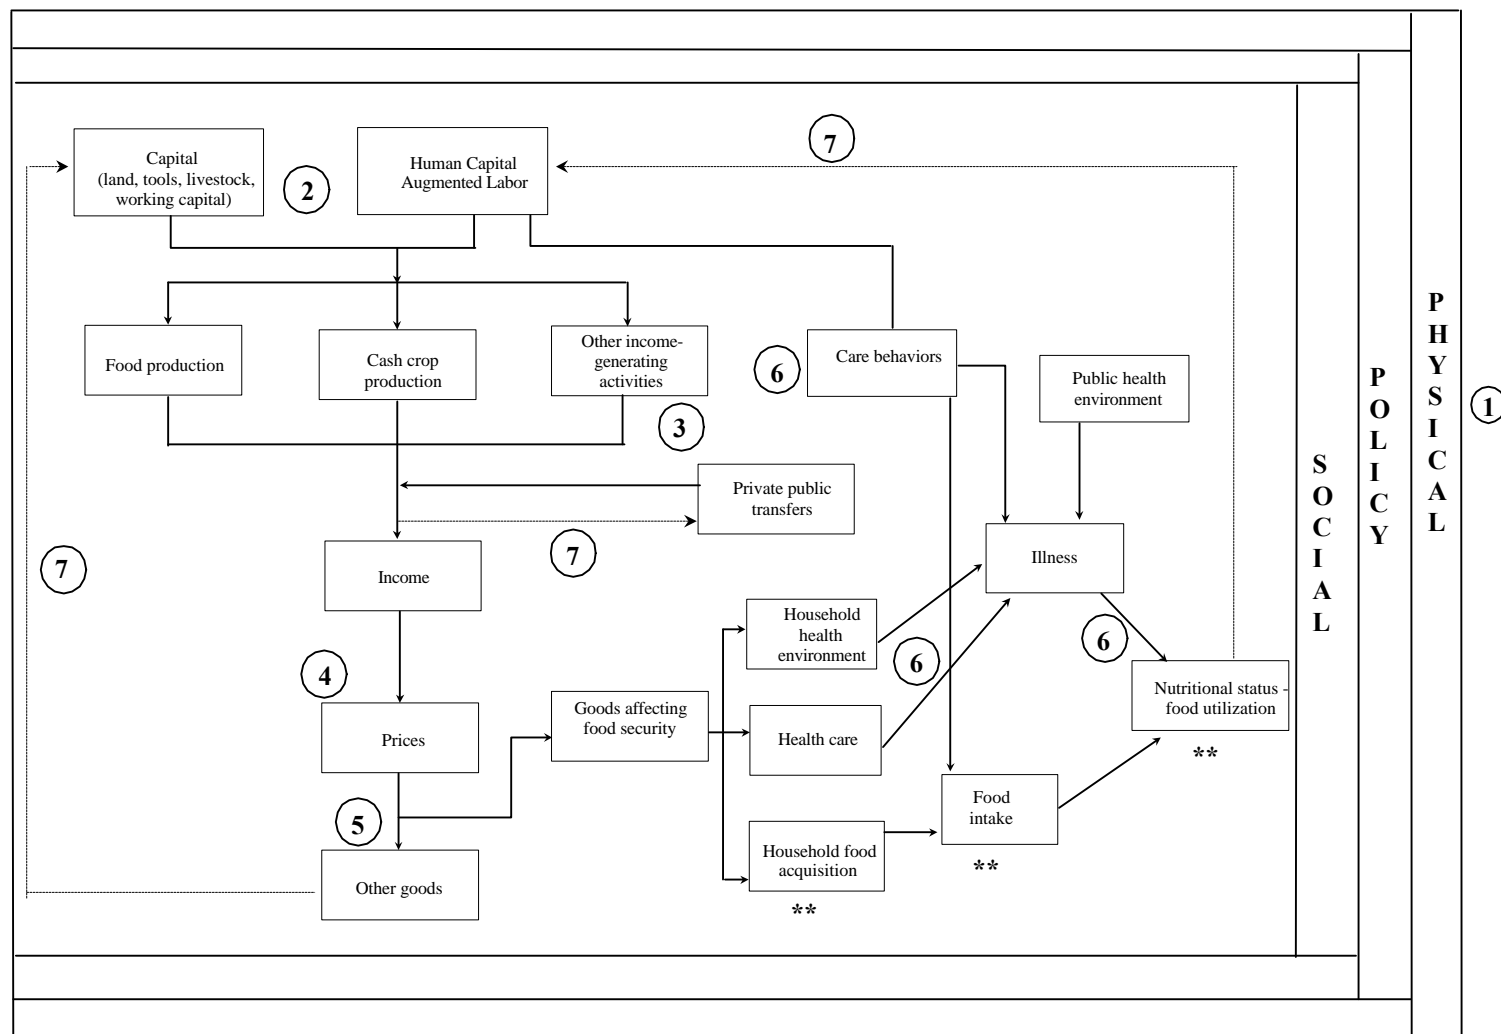 Capital
(land, tools, livestock,
working capital)
2
Human Capital
Augmented Labor
7
Food production
Cash crop
production
Other income-
generating
activities
3
6
Care behaviors
Public health
environment
Private public
transfers
7
7
Income
Illness
4
Prices
Goods affecting
food security
Household
health
environment
6
6
Health care
Nutritional status -
food utilization
**
5
Other goods
Household food
acquisition
**
Food
intake
**
SOCIAL
POLICY
PHYSICAL
1